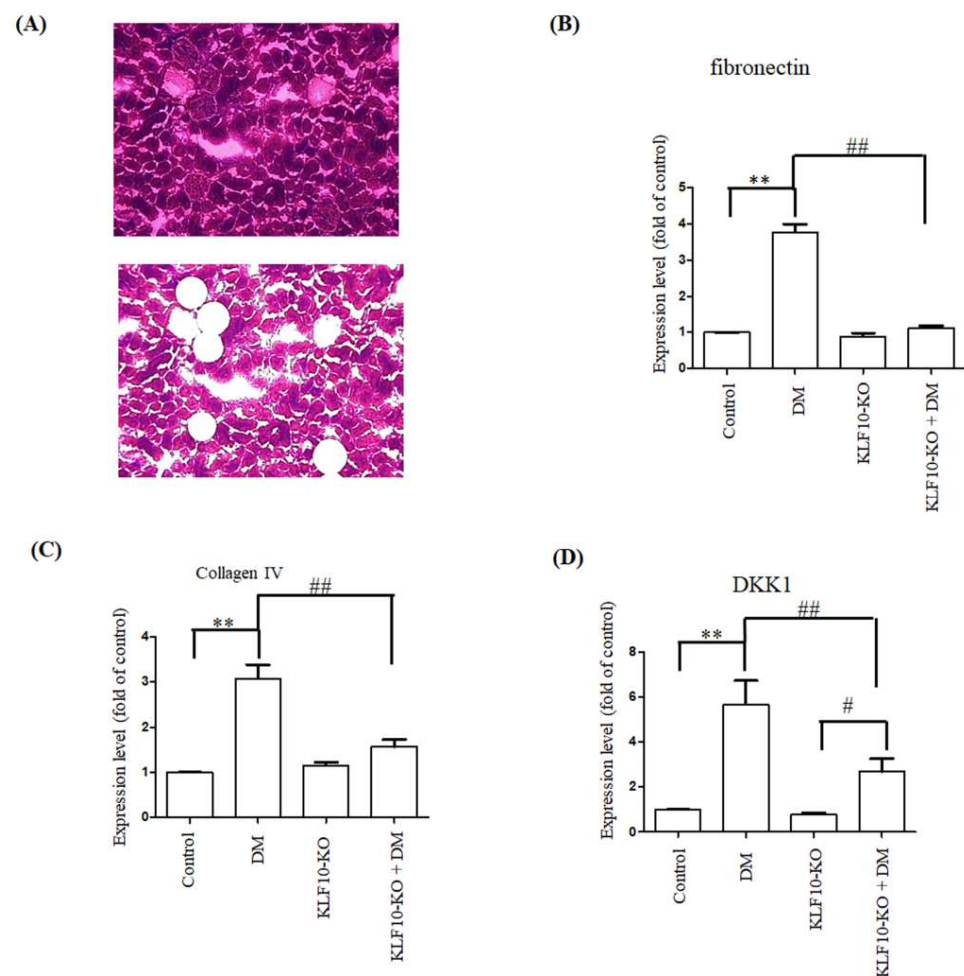 (A)
(B)
fibronectin
##
**
Expression level (fold of control)
5
4
3
2
1
0
Control
DM
KLF10-KO
KLF10-KO + DM
(C)
Collagen IV
##
**
Expression level (fold of control)
4
3
2
1
0
Control
DM
KLF10-KO
KLF10-KO + DM
(D)
DKK1
##
**
#
Expression level (fold of control)
8
6
4
2
0
Control
DM
KLF10-KO
KLF10-KO + DM